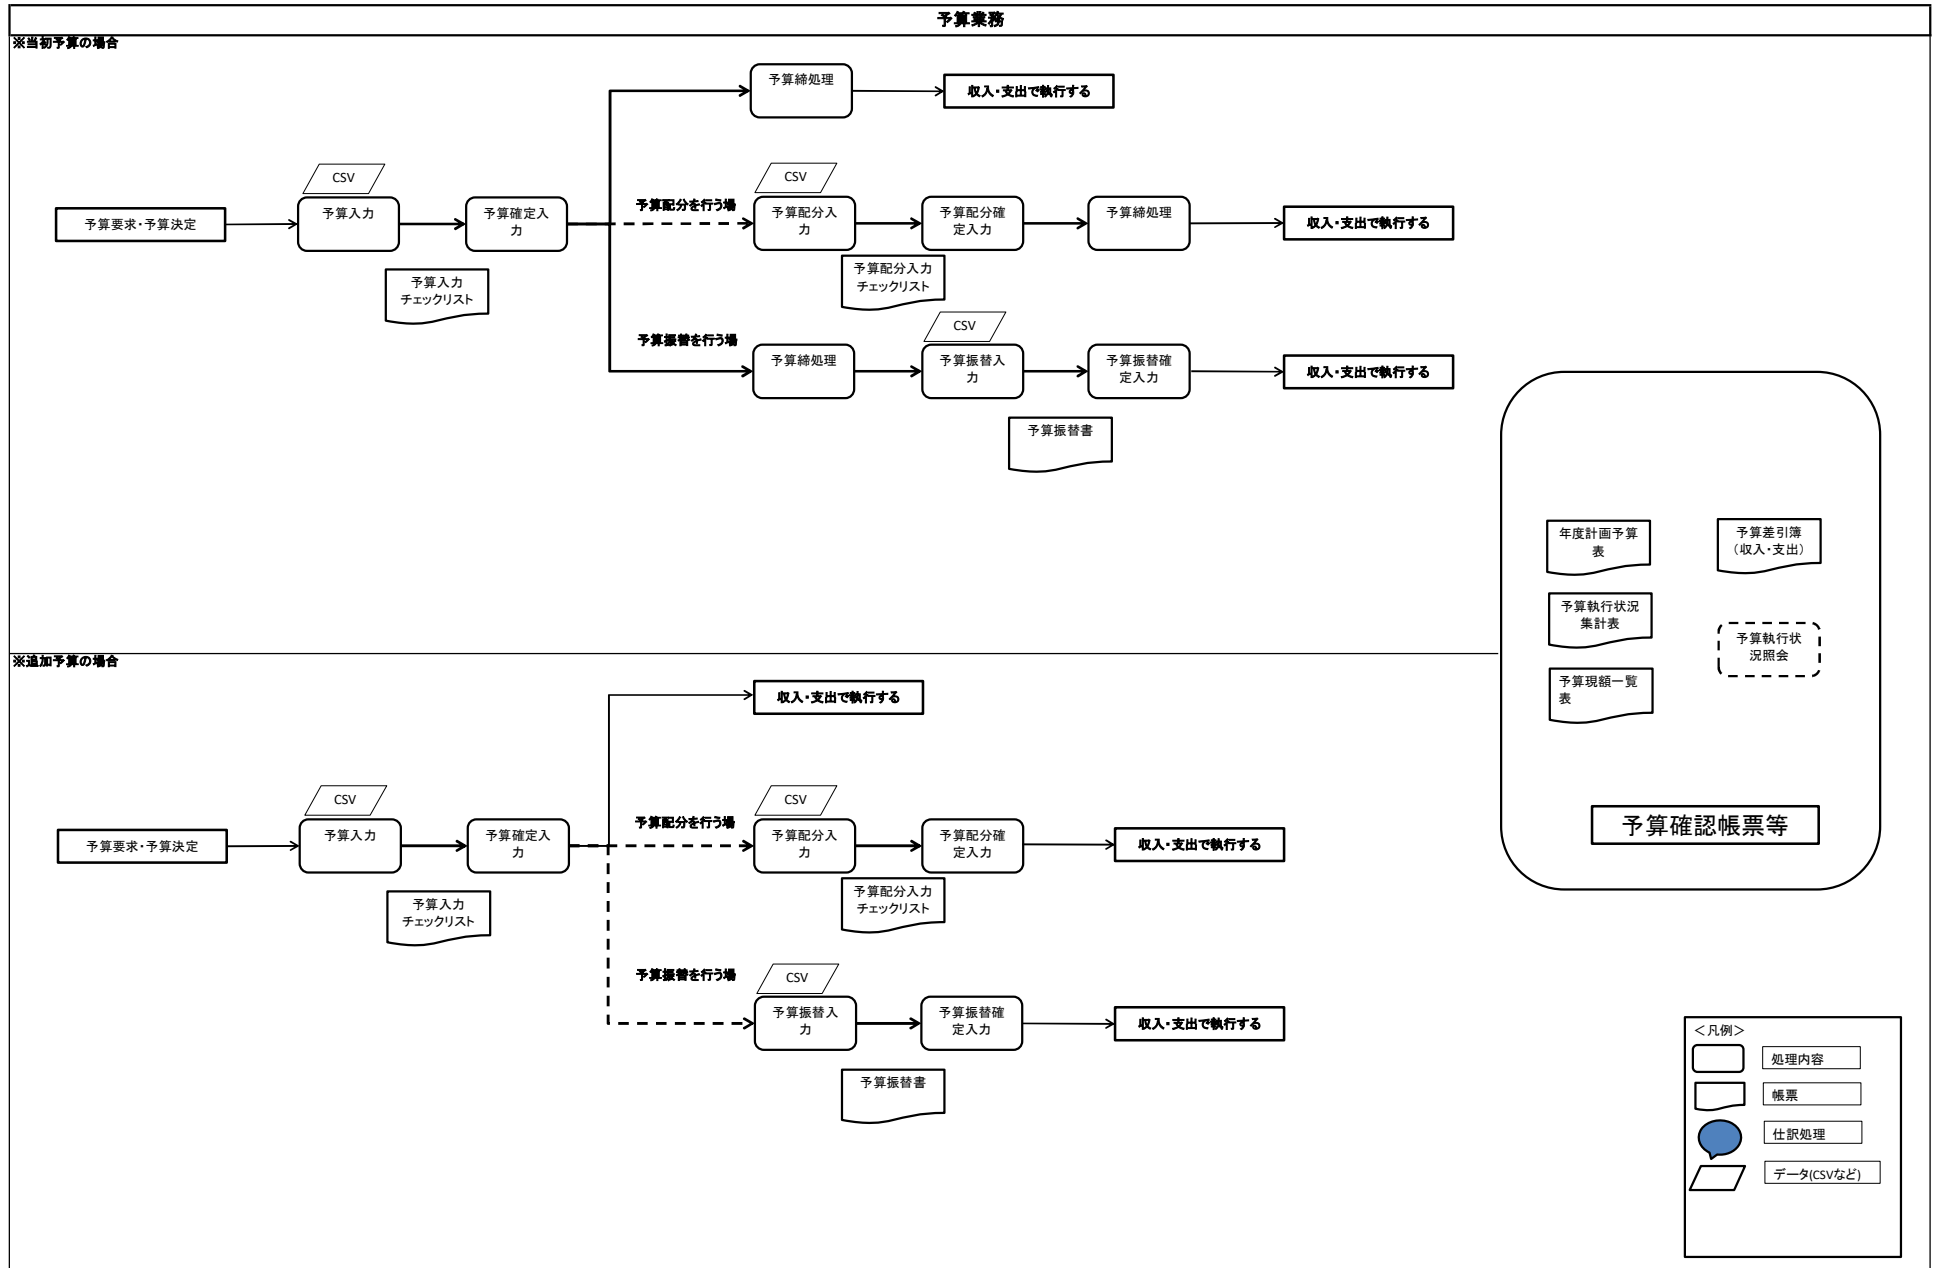 予算業務
※当初予算の場合
予算締処理
収入・支出で執行する
CSV
CSV
予算要求・予算決定
予算入力
予算確定入
力
予算配分を行う場
予算配分入
力
予算配分確
定入力
予算締処理
収入・支出で執行する
予算入力
チェックリスト
予算配分入力
チェックリスト
CSV
予算振替を行う場
予算締処理
予算振替入
力
予算振替確
定入力
収入・支出で執行する
予算振替書
年度計画予算
表
予算差引簿
（収入・支出）
予算執行状況
集計表
予算執行状
況照会
予算現額一覧
表
予算確認帳票等
※追加予算の場合
収入・支出で執行する
CSV
CSV
予算要求・予算決定
予算入力
予算確定入
力
予算配分を行う場
予算配分入
力
予算配分確
定入力
収入・支出で執行する
予算入力
チェックリスト
予算配分入力
チェックリスト
CSV
予算振替を行う場
予算振替入
力
予算振替確
定入力
収入・支出で執行する
予算振替書
＜凡例＞
処理内容
帳票
仕訳処理
データ(CSVなど)